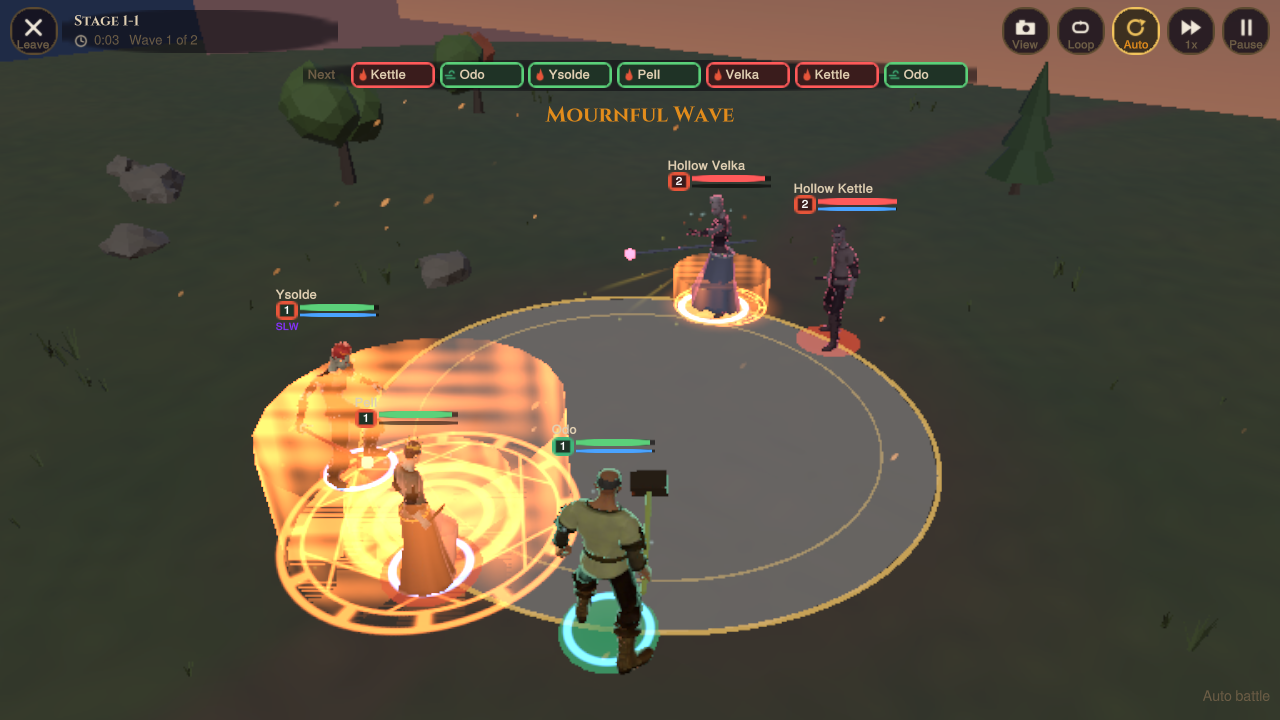 STAGE 1-1
0:03 Wave 1 of 2
Leave
View
Loop
Auto
1x
Pause
Next Kettle Odo Ysolde Pell Velka Kettle Odo
MOURNFUL WAVE
Hollow Velka
2
Hollow Kettle
2
Ysolde
1
SLW
Pell
1
Odo
1
Auto battle